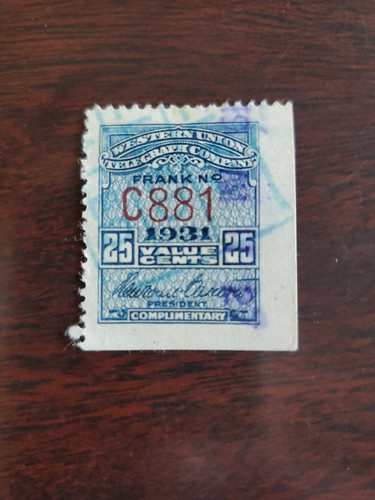 WESTERN UNION
TELEGRAPH COMPANY
FRANK No
C881
1931
25 VALUE CENTS 25
PRESIDENT
COMPLIMENTARY